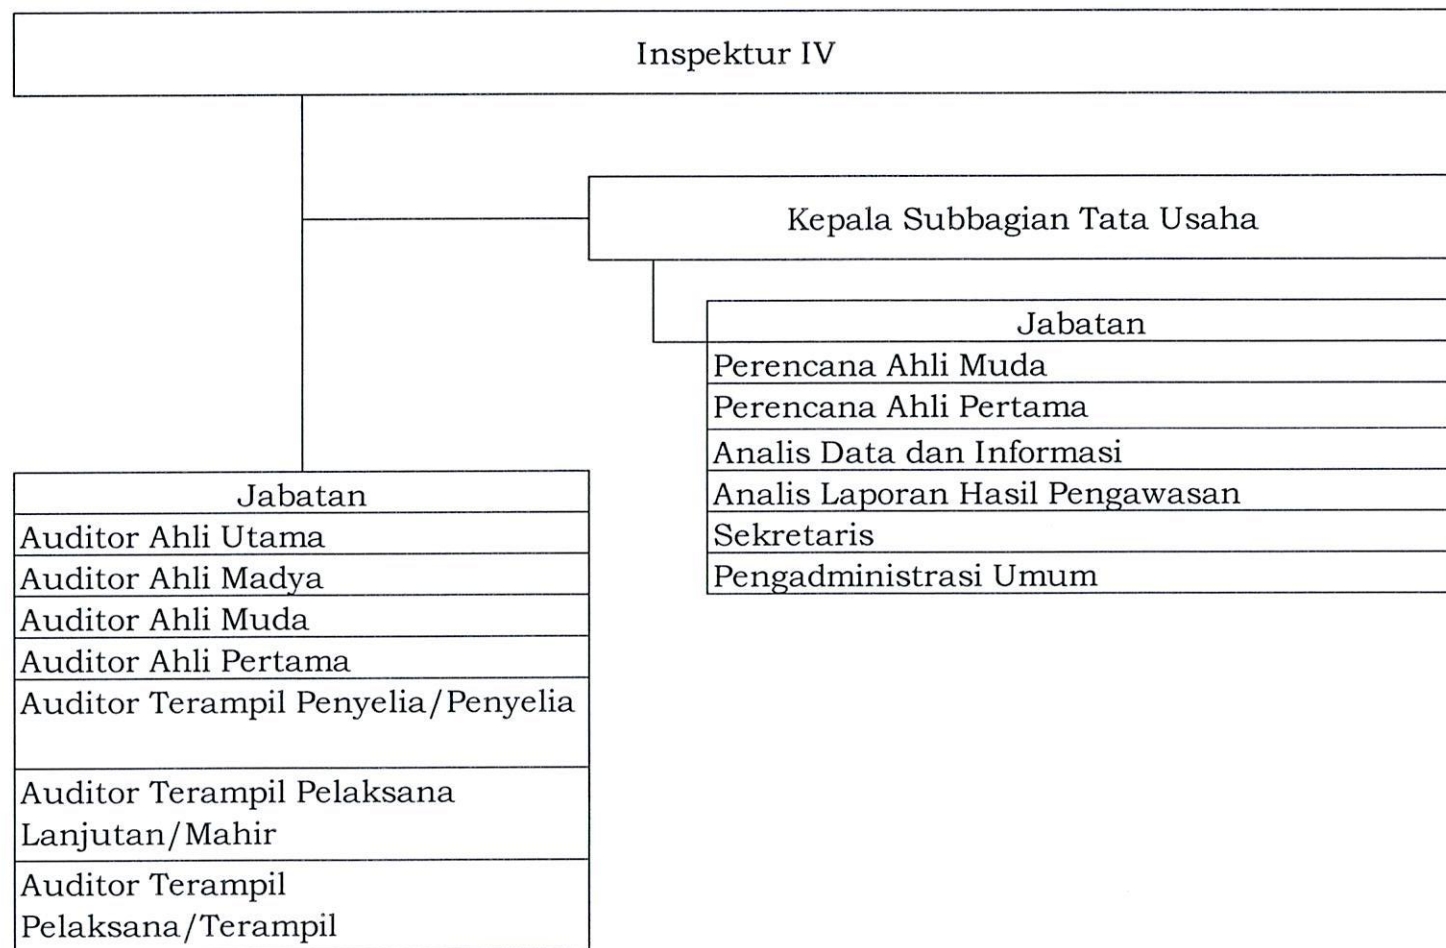 Inspektur IV
Kepala Subbagian Tata Usaha
Jabatan
Perencana Ahli Muda
Perencana Ahli Pertama
Analis Data dan Informasi
Analis Laporan Hasil Pengawasan
Sekretaris
Pengadministrasi Umum
Jabatan
Auditor Ahli Utama
Auditor Ahli Madya
Auditor Ahli Muda
Auditor Ahli Pertama
Auditor Terampil Penyelia/Penyelia
Auditor Terampil Pelaksana
Lanjutan/Mahir
Auditor Terampil
Pelaksana/Terampil